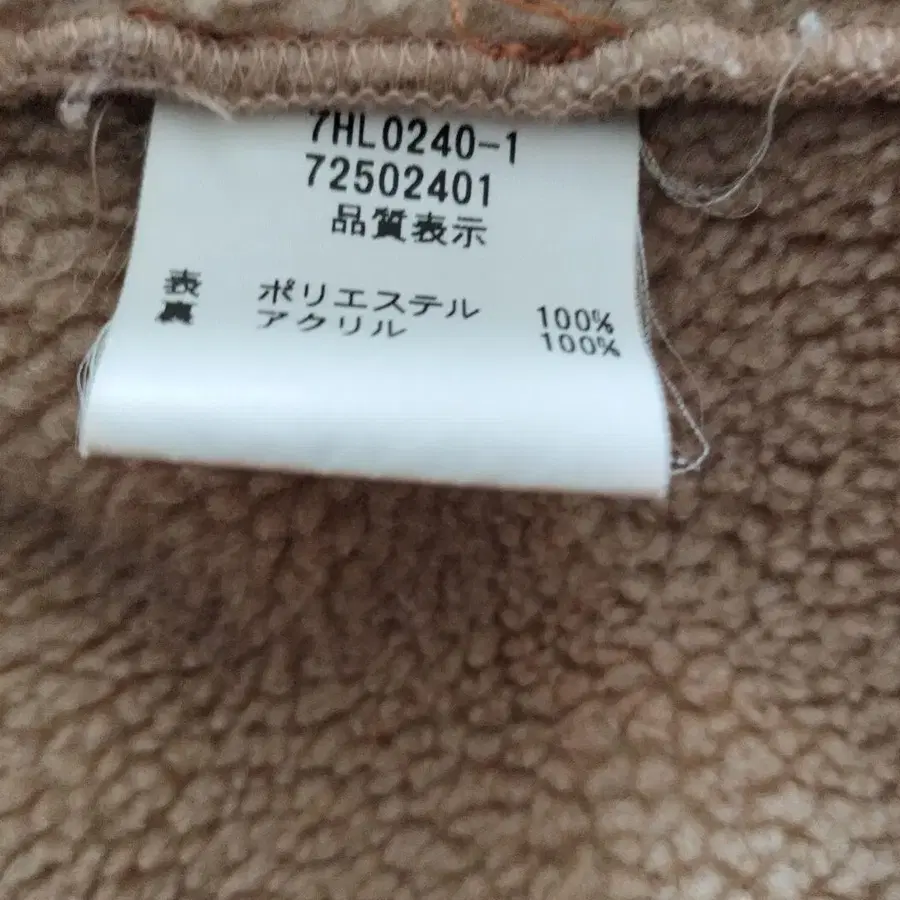 7HL0240-1
72502401
品質表示
表 ポリエステル 100%
裏 アクリル 100%